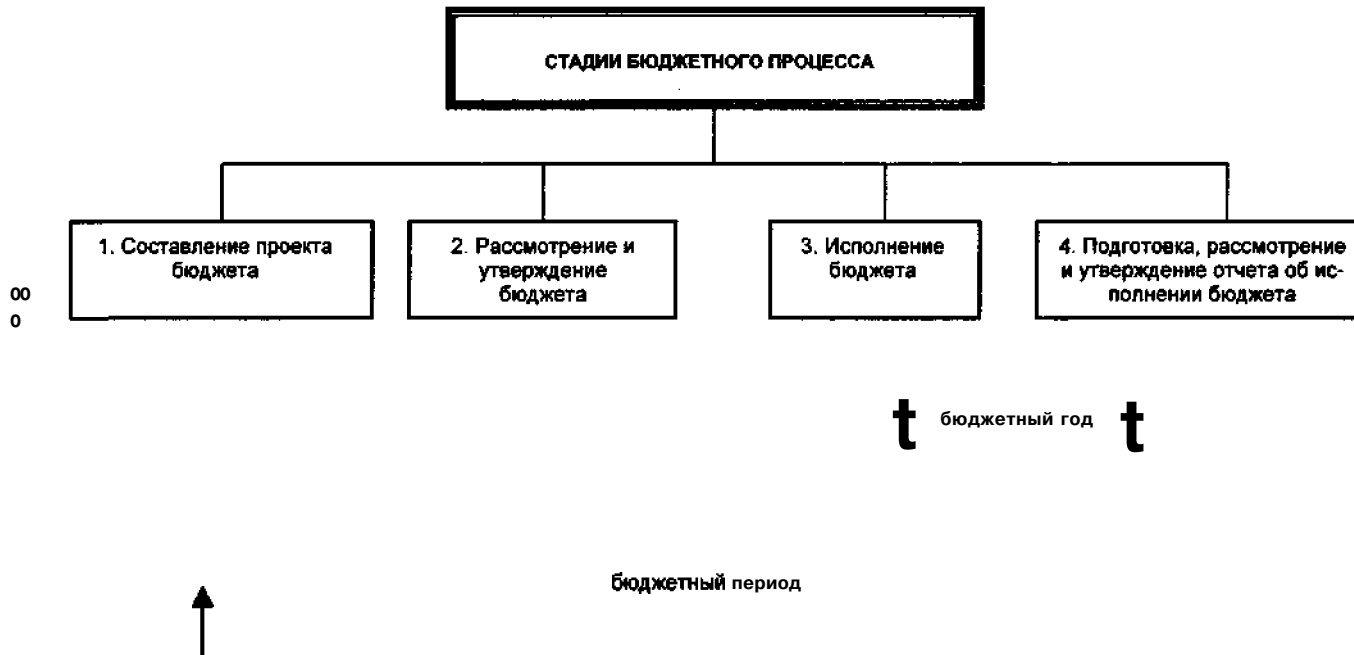 СТАДИИ БЮДЖЕТНОГО ПРОЦЕССА
1. Составление проекта
бюджета
2. Рассмотрение и
утверждение
бюджета
3. Исполнение
бюджета
4. Подготовка, рассмотрение
и утверждение отчета об ис-
полнении бюджета
00
0
t бюджетный год t
бюджетный период